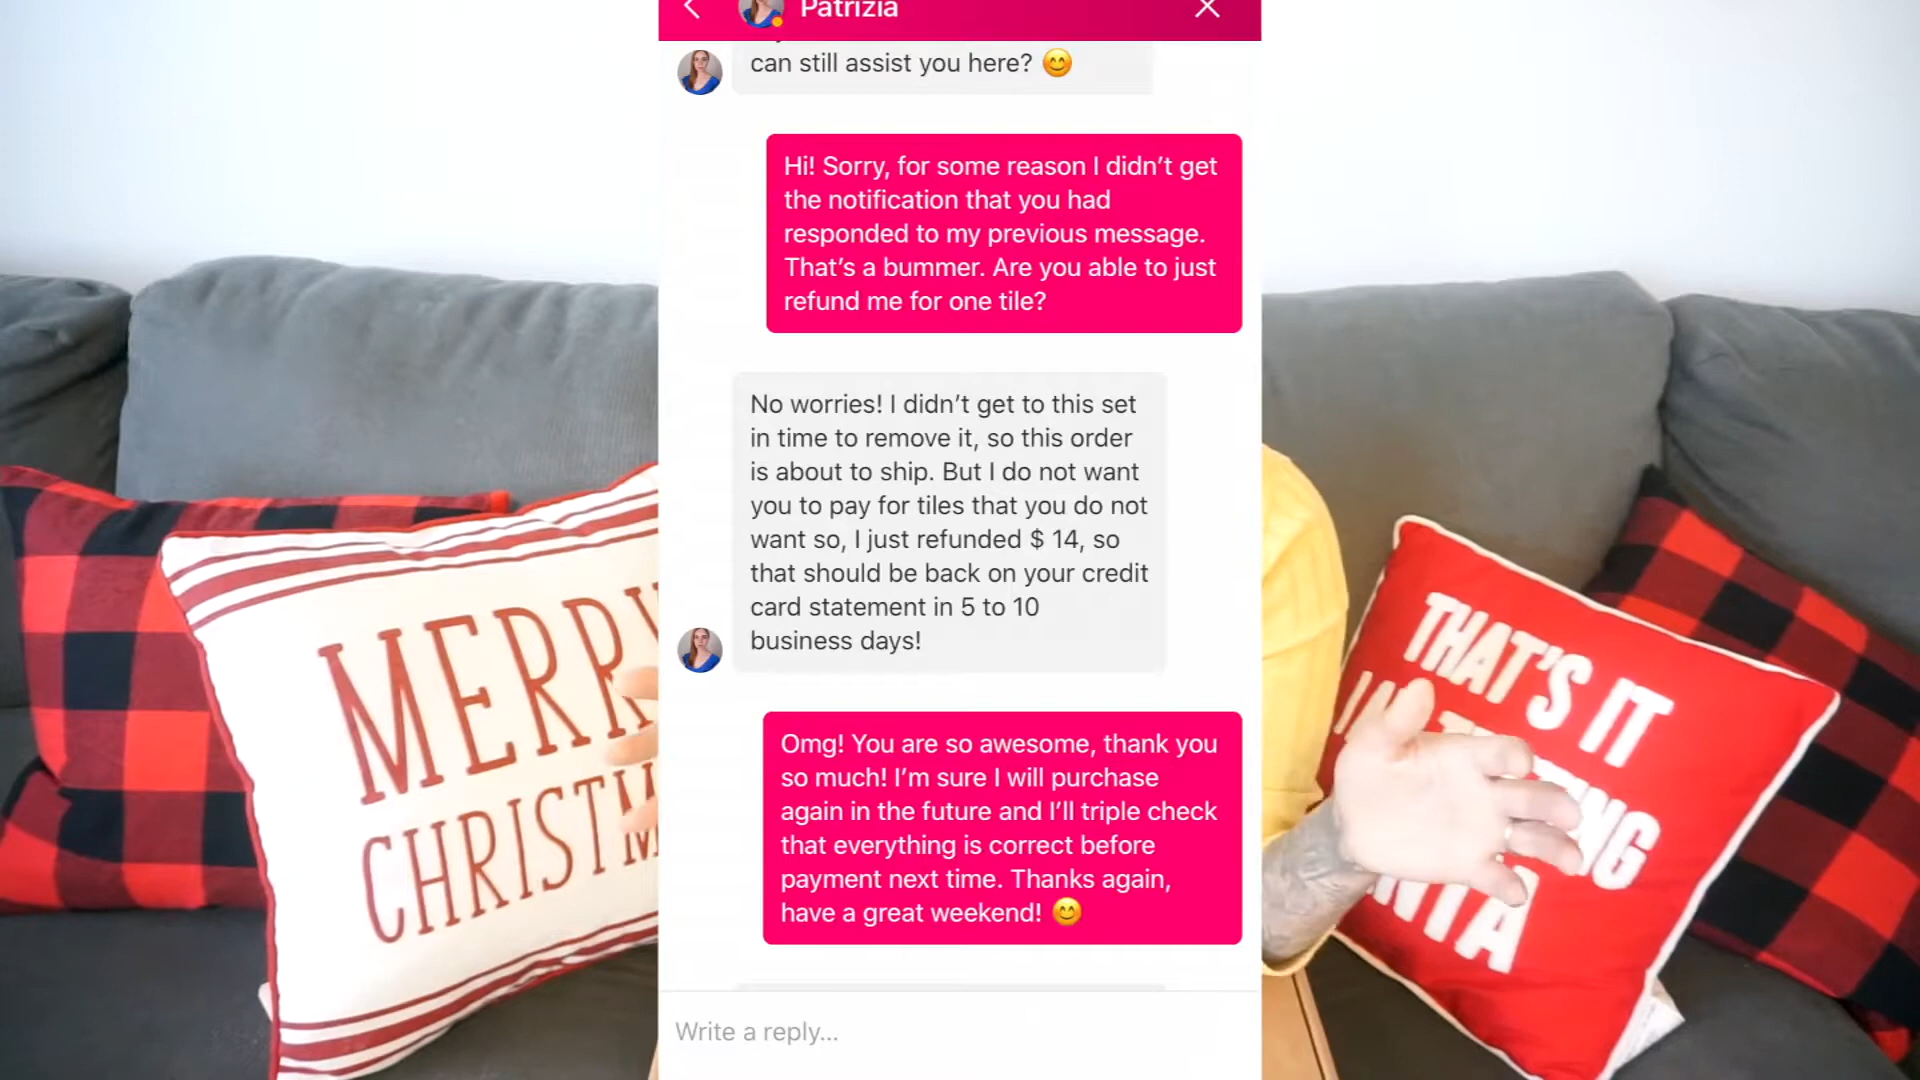 Patrizia
can still assist you here? 😊
Hi! Sorry, for some reason I didn't get
the notification that you had
responded to my previous message.
That's a bummer. Are you able to just
refund me for one tile?
No worries! I didn't get to this set
in time to remove it, so this order
is about to ship. But I do not want
you to pay for tiles that you do not
want so, I just refunded $ 14, so
that should be back on your credit
card statement in 5 to 10
business days!
Omg! You are so awesome, thank you
so much! I'm sure I will purchase
again in the future and I'll triple check
that everything is correct before
payment next time. Thanks again,
have a great weekend! 😊
Write a reply...
MERRY
CHRISTM
THAT'S IT